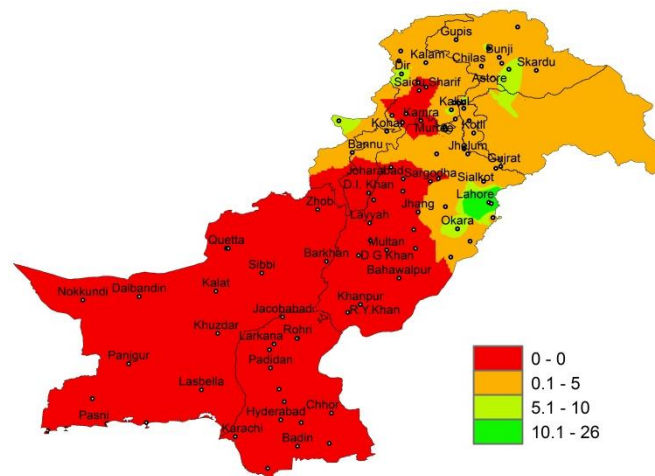 Gupis
Kalam
Chilas
Bunji
Dir
Skardu
Saidu Sharif
Astore
Kakul
Kamra
Kohat
Murree
Kotli
Bannu
Jhelum
Gujrat
Joharabad
Sargodha
Sialkot
D.I. Khan
Lahore
Zhob
Jhang
Layyah
Okara
Quetta
Multan
Barkhan
D G Khan
Sibbi
Bahawalpur
Kalat
Nokkundi
Dalbandin
Khanpur
R.Y.Khan
Jacobabad
Khuzdar
Rohri
Larkana
0 - 0
Panjgur
Padidan
0.1 - 5
Lasbella
5.1 - 10
Pasni
Chhor
Hyderabad
10.1 - 26
Karachi
Badin